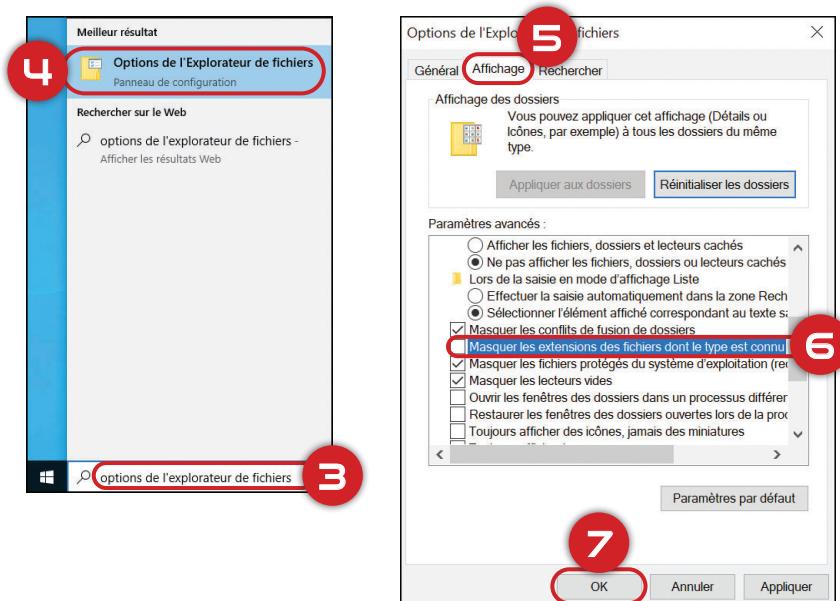 Meilleur résultat
4
Options de l'Explorateur de fichiers
Panneau de configuration
Rechercher sur le Web
options de l'explorateur de fichiers -
Afficher les résultats Web
options de l'explorateur de fichiers
3
Options de l'Explo fichiers
5
Général Affichage Rechercher
Affichage des dossiers
Vous pouvez appliquer cet affichage (Détails ou
Icônes, par exemple) à tous les dossiers du même
type.
Appliquer aux dossiers Réinitialiser les dossiers
Paramètres avancés :
Afficher les fichiers, dossiers et lecteurs cachés
Ne pas afficher les fichiers, dossiers ou lecteurs cachés
Lors de la saisie en mode d'affichage Liste
Effectuer la saisie automatiquement dans la zone Rech
Sélectionner l'élément affiché correspondant au texte sa
Masquer les conflits de fusion de dossiers
Masquer les extensions des fichiers dont le type est connu
6
Masquer les fichiers protégés du système d'exploitation (rec
Masquer les lecteurs vides
Ouvrir les fenêtres des dossiers dans un processus différer
Restaurer les fenêtres des dossiers ouvertes lors de la proc
Toujours afficher des icônes, jamais des miniatures
Paramètres par défaut
7
OK Annuler Appliquer